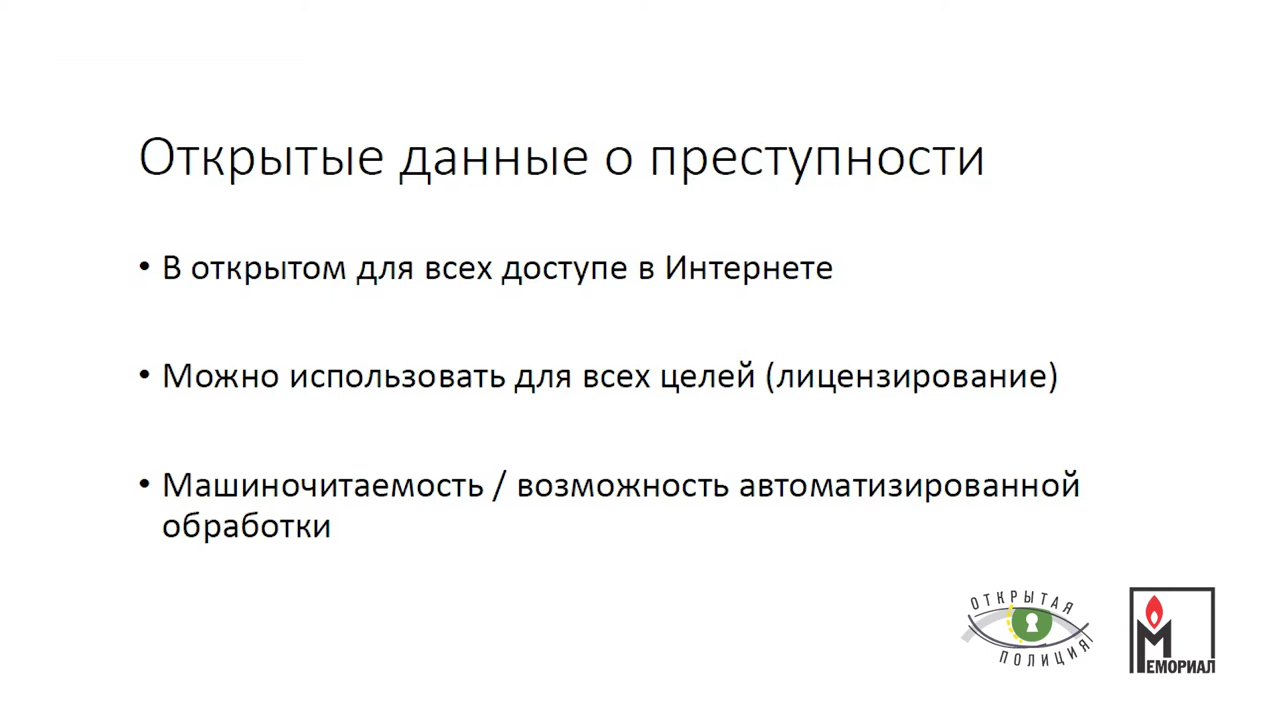 Открытые данные о преступности
• В открытом для всех доступе в Интернете
• Можно использовать для всех целей (лицензирование)
• Машиночитаемость / возможность автоматизированной
обработки
ОТКРЫТАЯ
ПОЛИЦИЯ
МЕМОРИАЛ